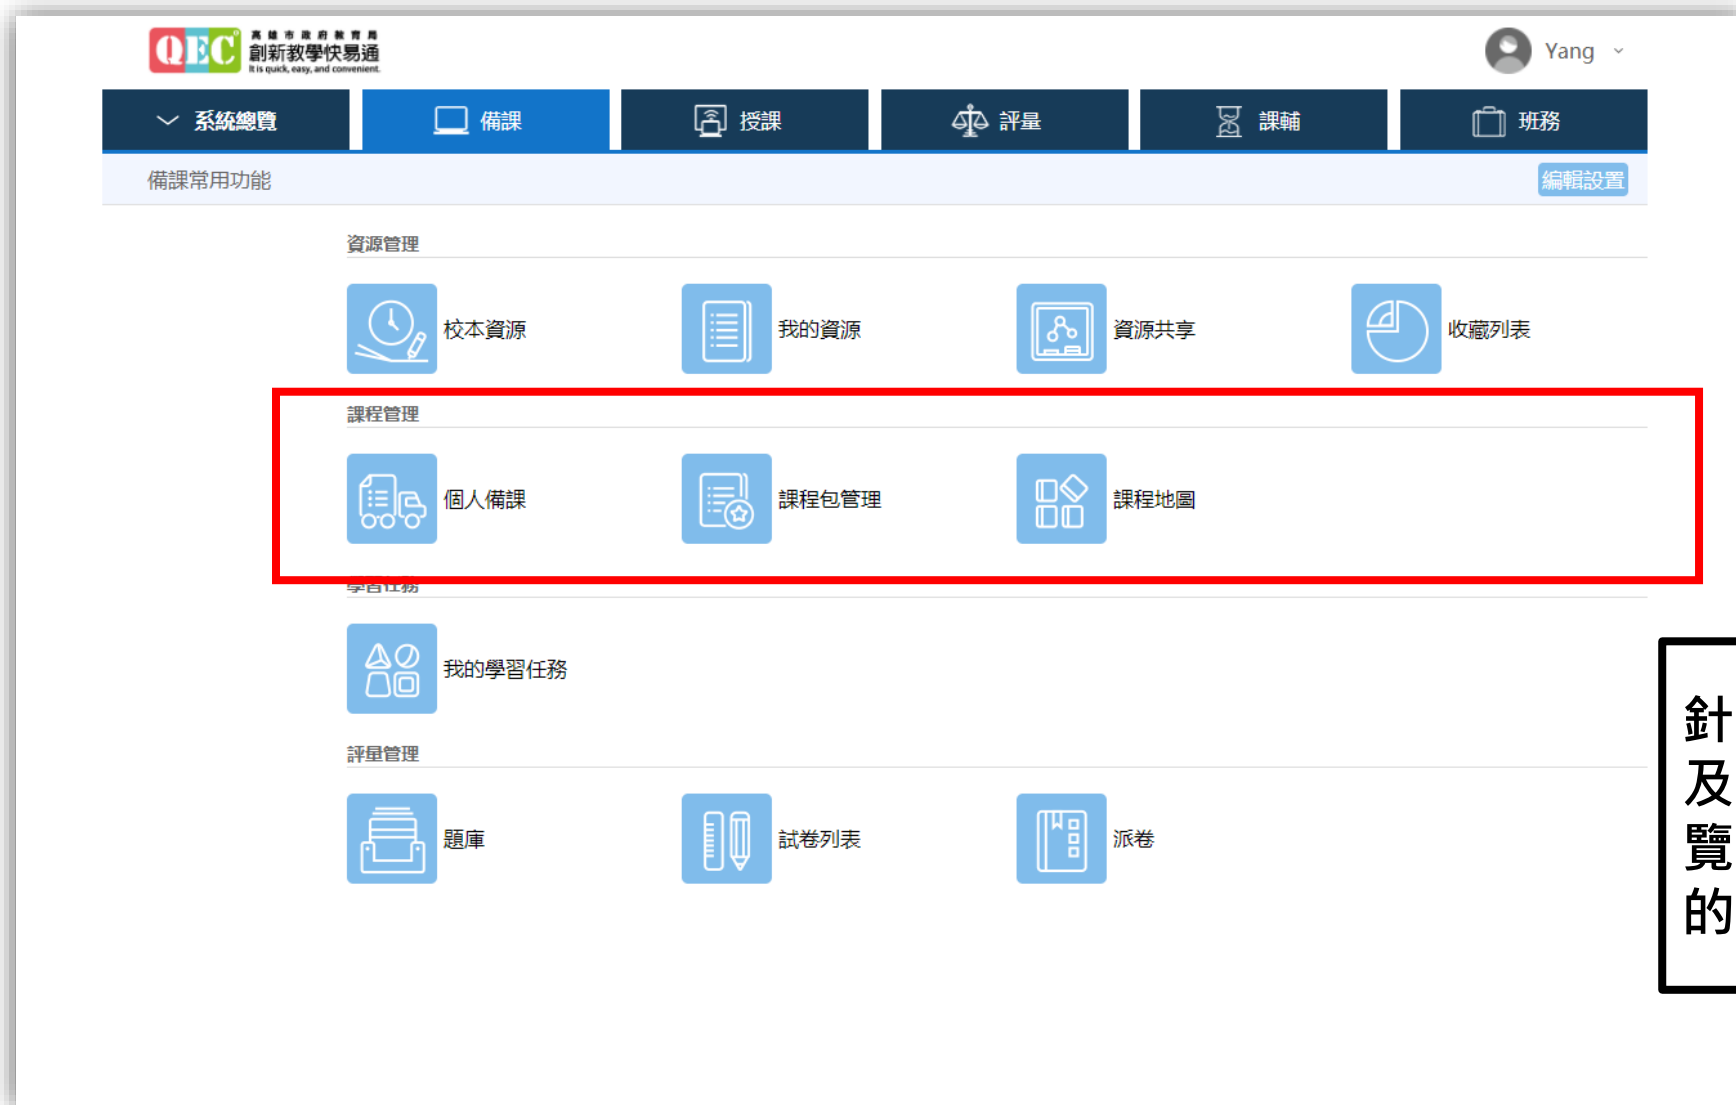 QEC
高雄市政府教育局
創新教學快易通
It is quick, easy, and convenient.
Yang
系統總覽 備課 授課 評量 課輔 班務
備課常用功能 編輯設置
資源管理
校本資源 我的資源 資源共享 收藏列表
課程管理
個人備課 課程包管理 課程地圖
學習任務
我的學習任務
評量管理
題庫 試卷列表 派卷
針
及
覽
的